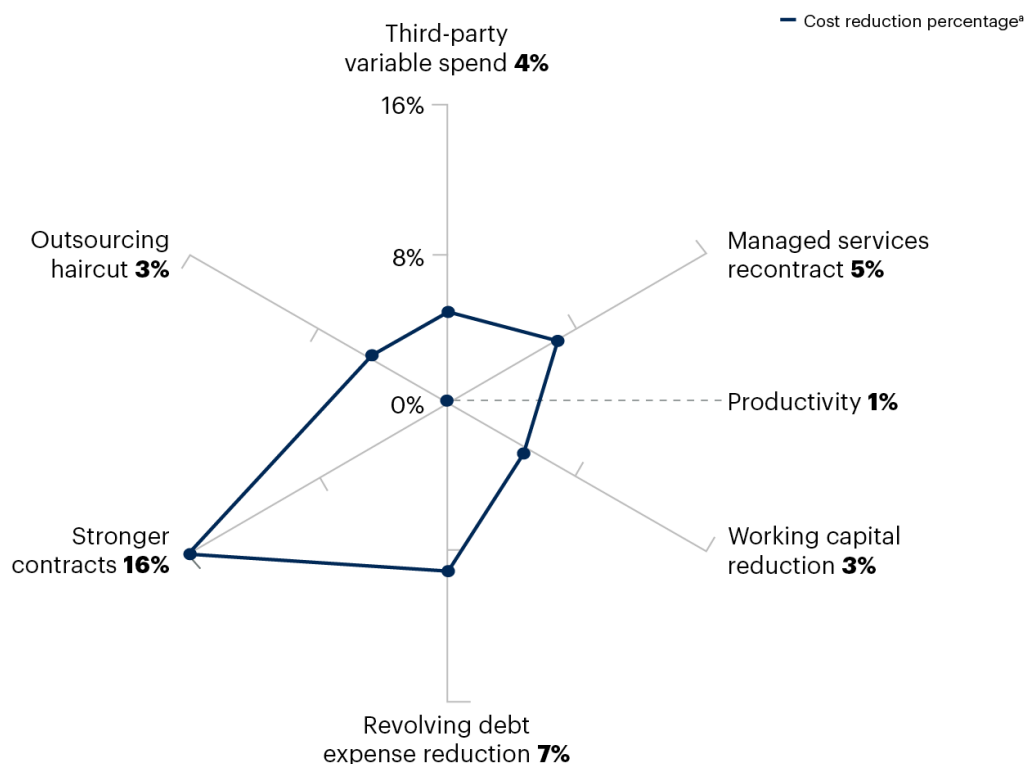 Cost reduction percentageᵃ
Third-party
variable spend 4%
16%
8%
0%
Outsourcing
haircut 3%
Managed services
recontract 5%
Productivity 1%
Stronger
contracts 16%
Working capital
reduction 3%
Revolving debt
expense reduction 7%